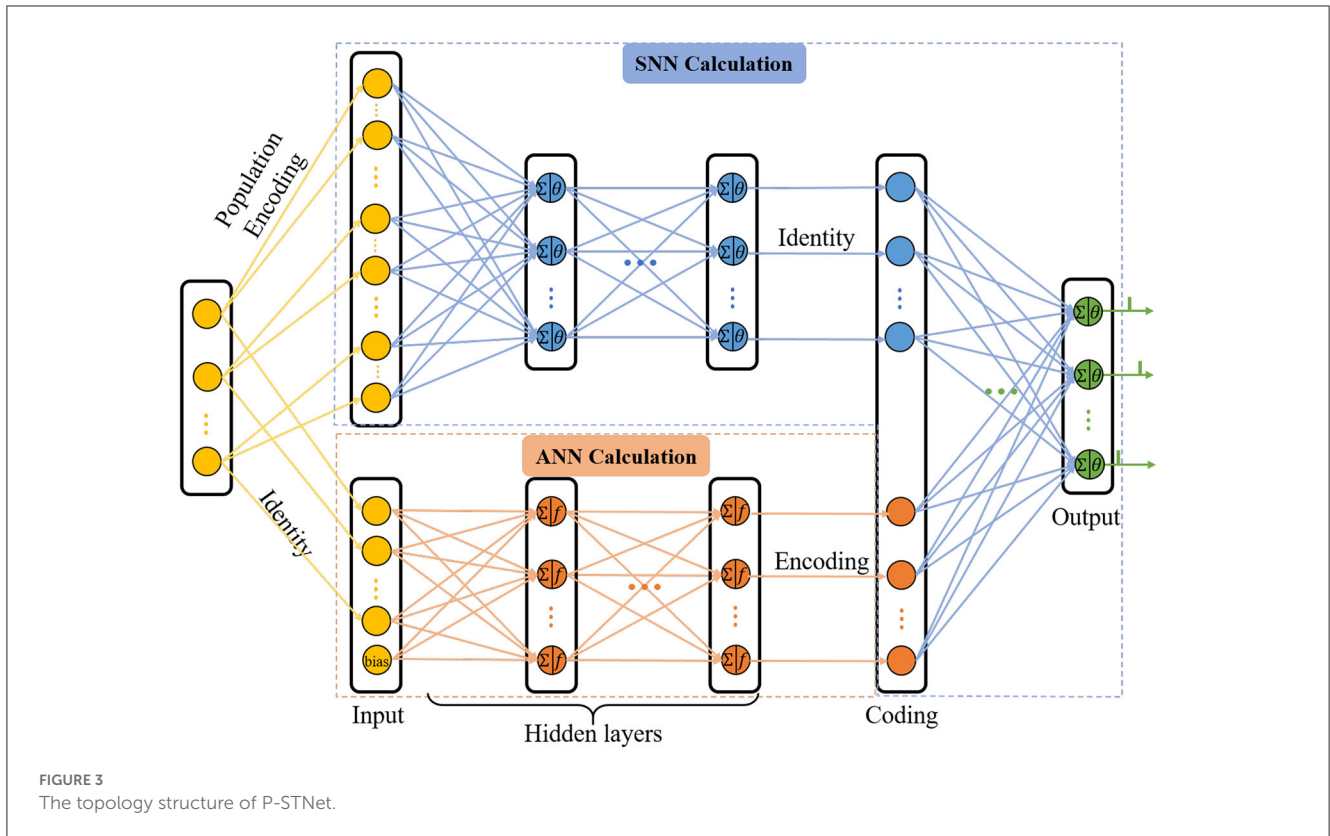 SNN Calculation
Population
Encoding
Σ θ
Σ θ
Σ θ
Σ θ
Σ θ
Σ θ
Identity
Σ θ
Σ θ
Σ θ
Identity
ANN Calculation
Σ f
Σ f
Σ f
Σ f
Σ f
Σ f
Encoding
bias
Output
Input
Hidden layers
Coding
FIGURE 3
The topology structure of P-STNet.